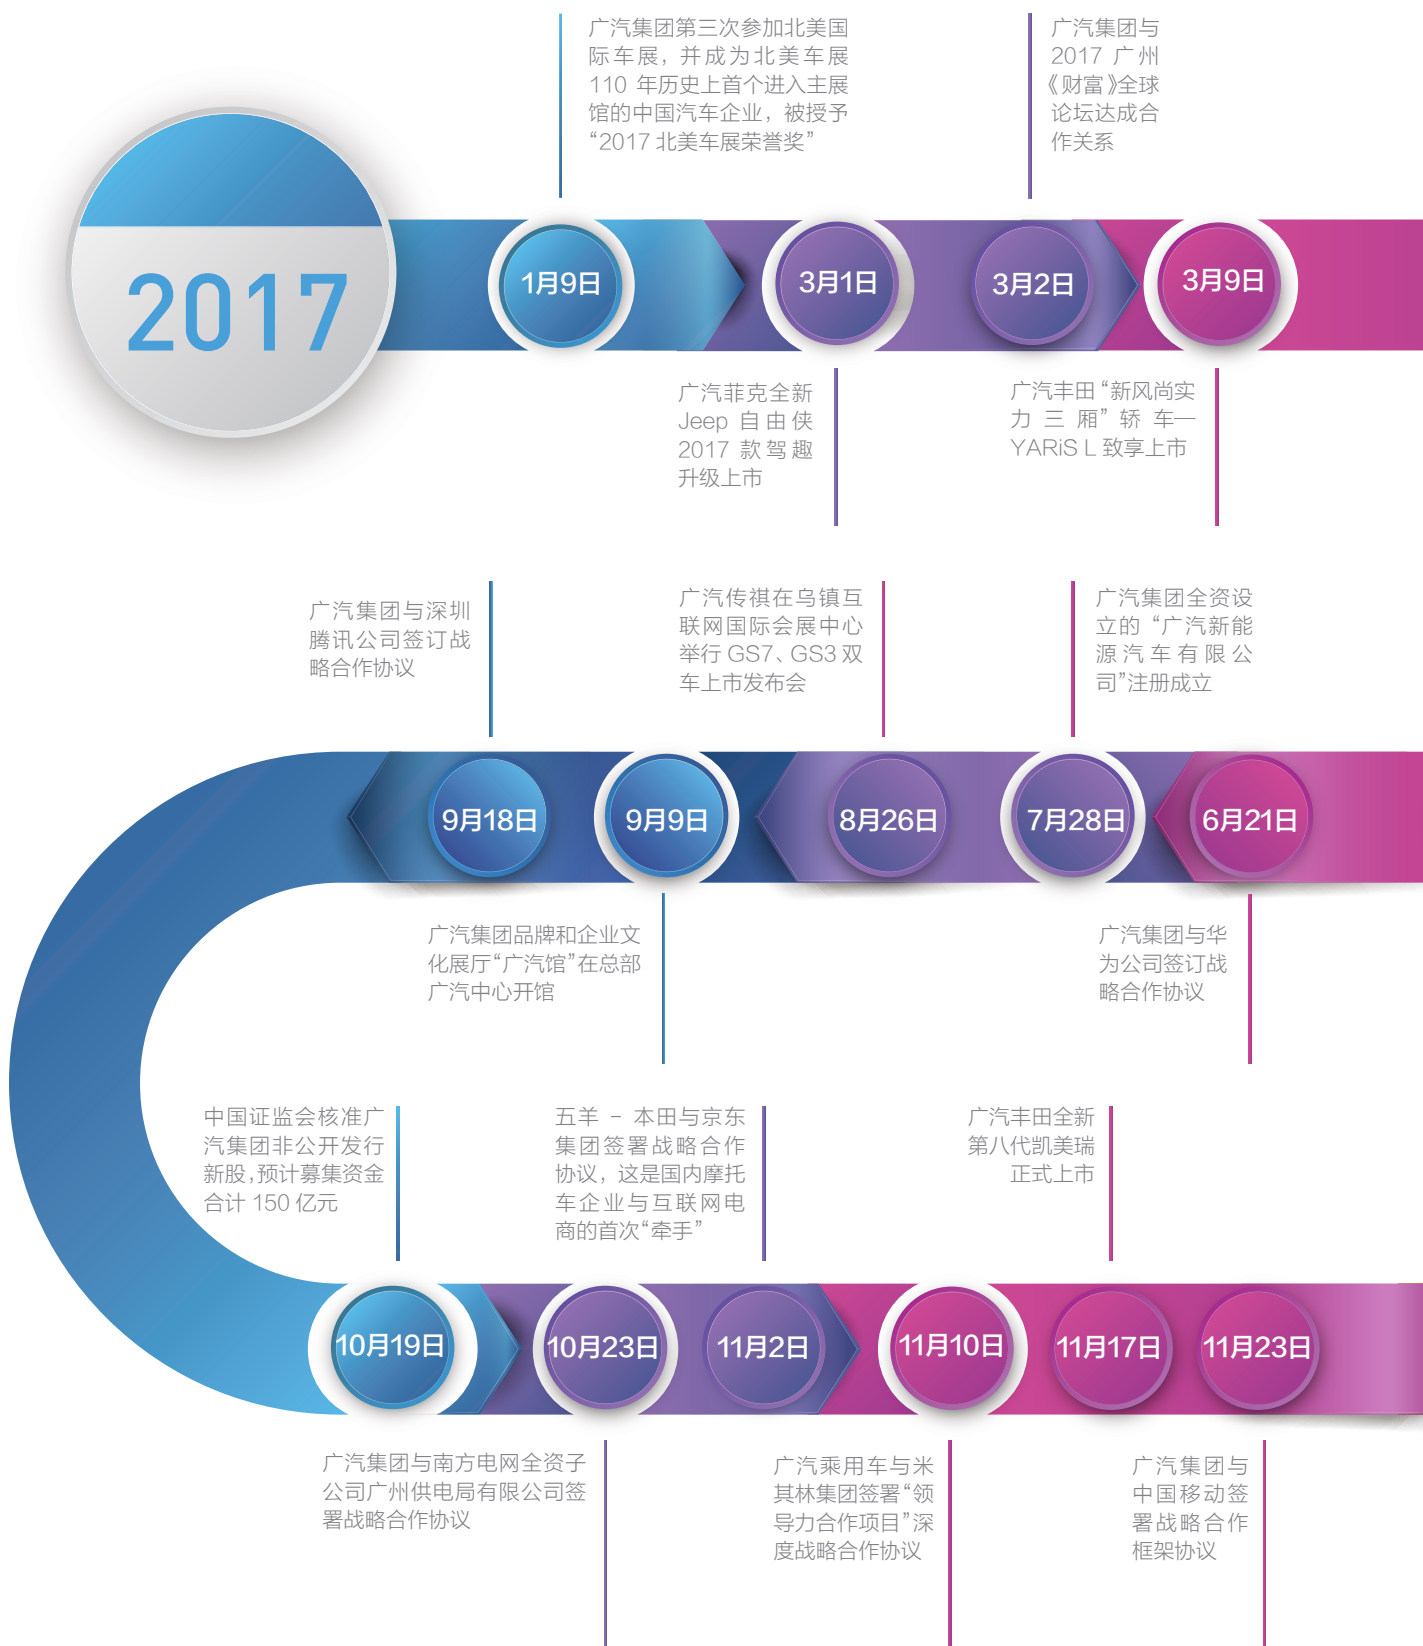 广汽集团第三次参加北美国
际车展，并成为北美车展
110 年历史上首个进入主展
馆的中国汽车企业，被授予
“2017 北美车展荣誉奖”
广汽集团与
2017 广州
《财富》全球
论坛达成合
作关系
2017
1月9日
3月1日
3月2日
3月9日
广汽菲克全新
Jeep 自由侠
2017 款驾趣
升级上市
广汽丰田 “新风尚实
力三厢” 轿车—
YARiS L 致享上市
广汽集团与深圳
腾讯公司签订战
略合作协议
广汽传祺在乌镇互
联网国际会展中心
举行 GS7、GS3 双
车上市发布会
广汽集团全资设
立的 “广汽新能
源汽车有限公
司”注册成立
9月18日
9月9日
8月26日
7月28日
6月21日
广汽集团品牌和企业文
化展厅“广汽馆”在总部
广汽中心开馆
广汽集团与华
为公司签订战
略合作协议
中国证监会核准广
汽集团非公开发行
新股，预计募集资金
合计 150 亿元
五羊 – 本田与京东
集团签署战略合作
协议，这是国内摩托
车企业与互联网电
商的首次“牵手”
广汽丰田全新
第八代凯美瑞
正式上市
10月19日
10月23日
11月2日
11月10日
11月17日
11月23日
广汽集团与南方电网全资子
公司广州供电局有限公司签
署战略合作协议
广汽乘用车与米
其林集团签署“领
导力合作项目”深
度战略合作协议
广汽集团与
中国移动签
署战略合作
框架协议